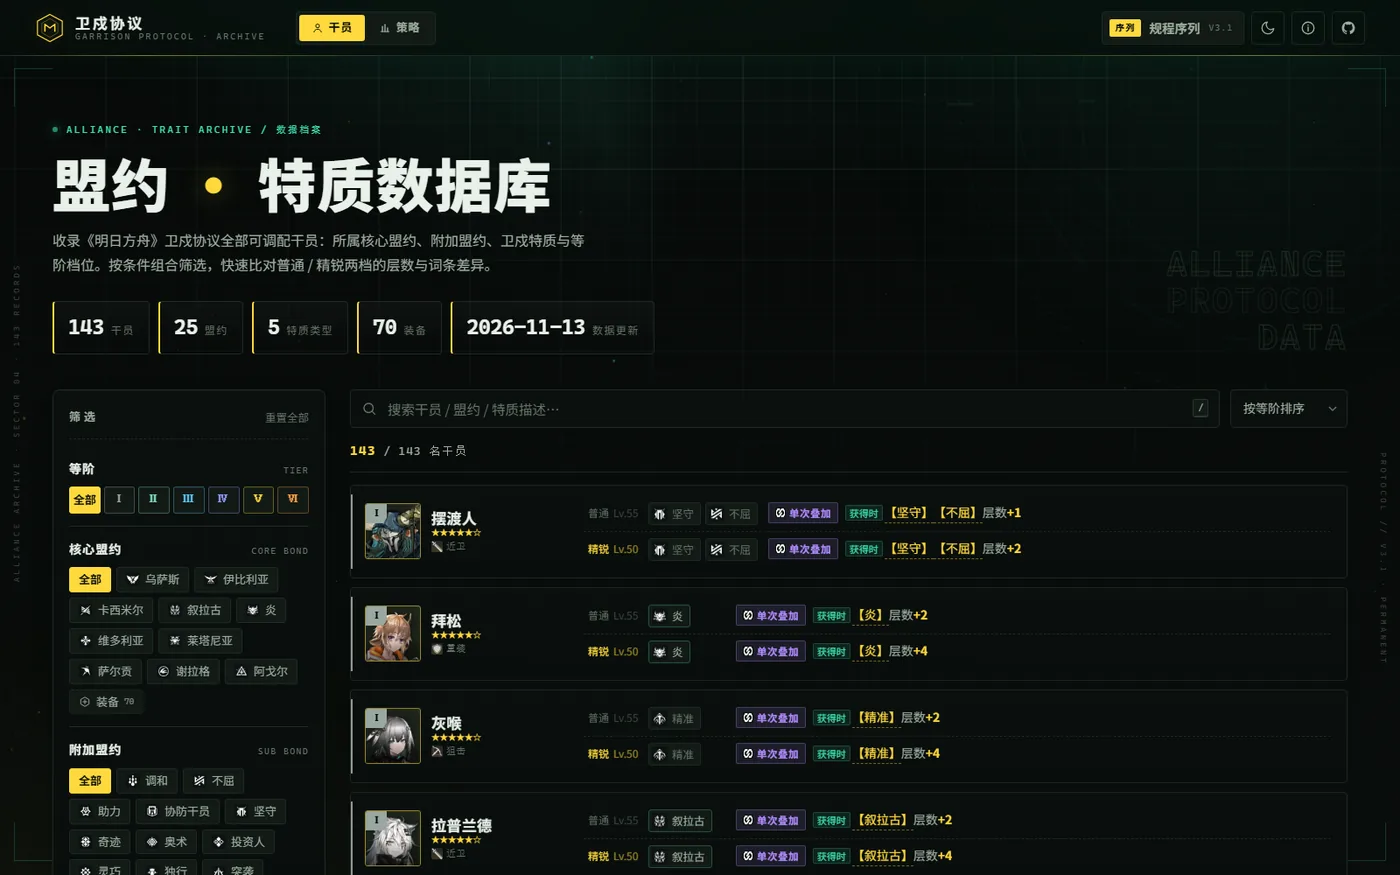 卫戍协议
GARRISON PROTOCOL · ARCHIVE
干员
策略
序列 规程序列 V3.1
ALLIANCE · TRAIT ARCHIVE / 数据档案
盟约 · 特质数据库
收录《明日方舟》卫戍协议全部可调配干员：所属核心盟约、附加盟约、卫戍特质与等
阶档位。按条件组合筛选，快速比对普通 / 精锐两档的层数与词条差异。
143 干员
25 盟约
5 特质类型
70 装备
2026-11-13 数据更新
ALLIANCE
PROTOCOL
DATA
ALLIANCE ARCHIVE · SECTOR 04 · 143 RECORDS
PROTOCOL // V3.1 · PERMANENT
筛选 重置全部
等阶 TIER
全部 I II III IV V VI
核心盟约 CORE BOND
全部 乌萨斯 伊比利亚
卡西米尔 叙拉古 炎
维多利亚 莱塔尼亚
萨尔贡 谢拉格 阿戈尔
装备 70
附加盟约 SUB BOND
全部 调和 不屈
助力 协防干员 坚守
奇迹 奥术 投资人
灵巧 独行 突袭
搜索干员 / 盟约 / 特质描述… /
按等阶排序
143 / 143 名干员
I 摆渡人
★★★★★☆
近卫
普通 Lv.55 坚守 不屈 单次叠加 获得时 【坚守】【不屈】层数+1
精锐 Lv.50 坚守 不屈 单次叠加 获得时 【坚守】【不屈】层数+2
I 拜松
★★★★★☆
重装
普通 Lv.55 炎 单次叠加 获得时 【炎】层数+2
精锐 Lv.50 炎 单次叠加 获得时 【炎】层数+4
I 灰喉
★★★★★☆
狙击
普通 Lv.55 精准 单次叠加 获得时 【精准】层数+2
精锐 Lv.50 精准 单次叠加 获得时 【精准】层数+4
I 拉普兰德
★★★★★☆
近卫
普通 Lv.55 叙拉古 单次叠加 获得时 【叙拉古】层数+2
精锐 Lv.50 叙拉古 单次叠加 获得时 【叙拉古】层数+4